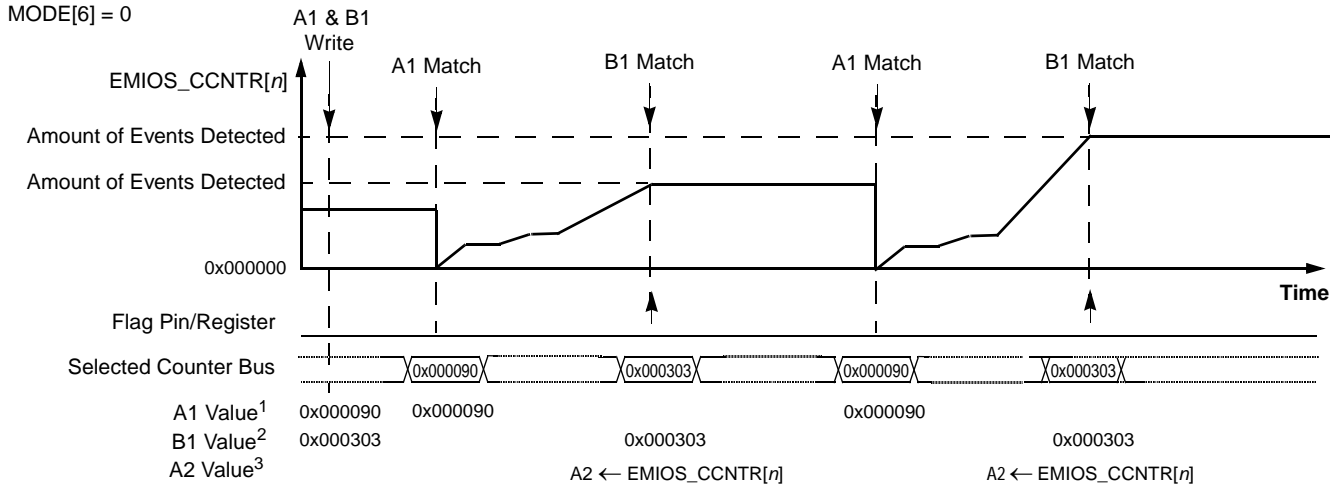 MODE[6] = 0
A1 & B1
Write
A1 Match
B1 Match
A1 Match
B1 Match
EMIOS_CCNTR[n]
Amount of Events Detected
Amount of Events Detected
0x000000
Time
Flag Pin/Register
Selected Counter Bus
0x000090
0x000303
0x000090
0x000303
A1 Value1 0x000090 0x000090 0x000090
B1 Value2 0x000303 0x000303 0x000303
A2 Value3 A2 ← EMIOS_CCNTR[n] A2 ← EMIOS_CCNTR[n]